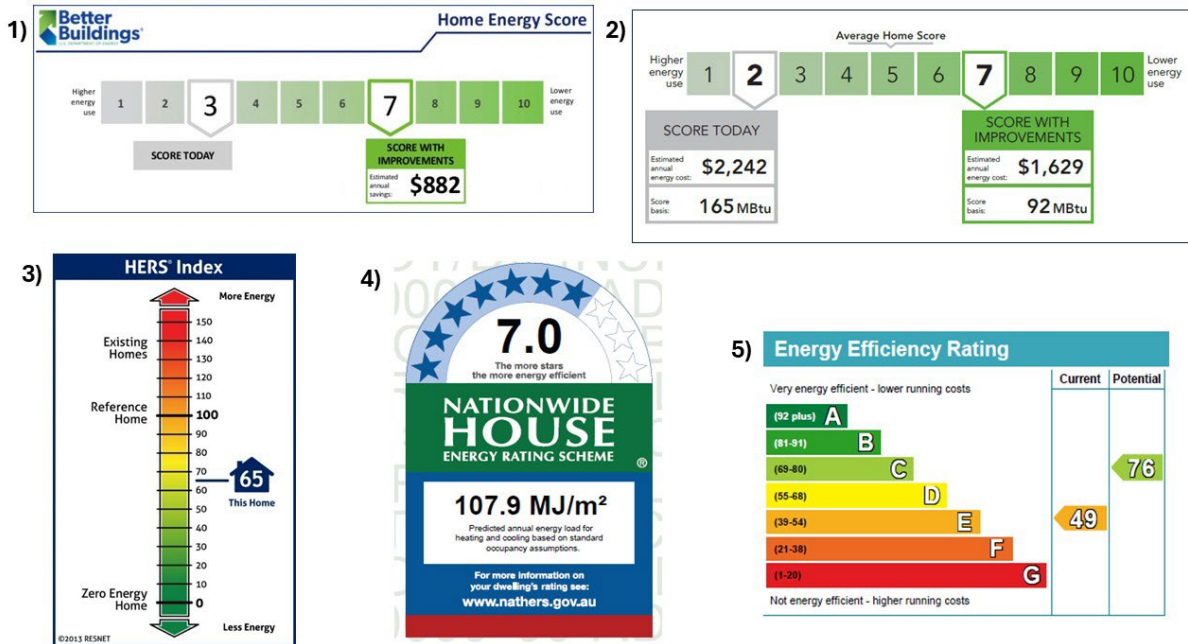 1)
Better
Buildings®
U.S. DEPARTMENT OF ENERGY
Home Energy Score
Higher
energy
use
1 2 3 4 5 6 7 8 9 10
Lower
energy
use
SCORE TODAY
SCORE WITH
IMPROVEMENTS
Estimated
annual
savings:
$882
2)
Average Home Score
Higher
energy
use
1 2 3 4 5 6 7 8 9 10
Lower
energy
use
SCORE TODAY
Estimated
annual
energy cost:
$2,242
Score
basis:
165 MBtu
SCORE WITH
IMPROVEMENTS
Estimated
annual
energy cost:
$1,629
Score
basis:
92 MBtu
3)
HERS® Index
More Energy
150
Existing
Homes
140
130
120
110
Reference
Home
100
90
80
70
65
This Home
60
50
40
30
20
10
Zero Energy
Home
0
Less Energy
©2013 RESNET
4)
7.0
The more stars
the more energy efficient
NATIONWIDE
HOUSE
ENERGY RATING SCHEME
®
107.9 MJ/m²
Predicted annual energy load for
heating and cooling based on standard
occupancy assumptions.
For more information on
your dwelling's rating see:
www.nathers.gov.au
5)
Energy Efficiency Rating
Current Potential
Very energy efficient - lower running costs
(92 plus) A
(81-91) B
(69-80) C
76
(55-68) D
(39-54) E
49
(21-38) F
(1-20) G
Not energy efficient - higher running costs